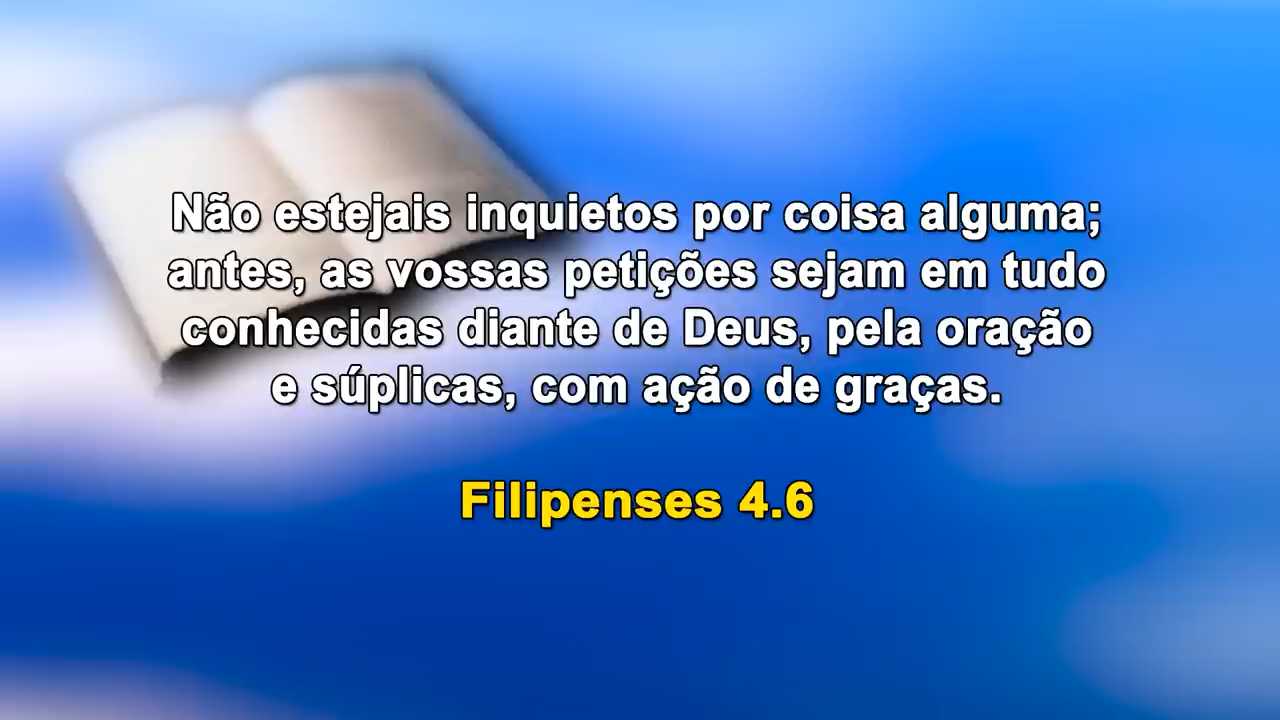 Não estejais inquietos por coisa alguma;
antes, as vossas petições sejam em tudo
conhecidas diante de Deus, pela oração
e súplicas, com ação de graças.
Filipenses 4.6